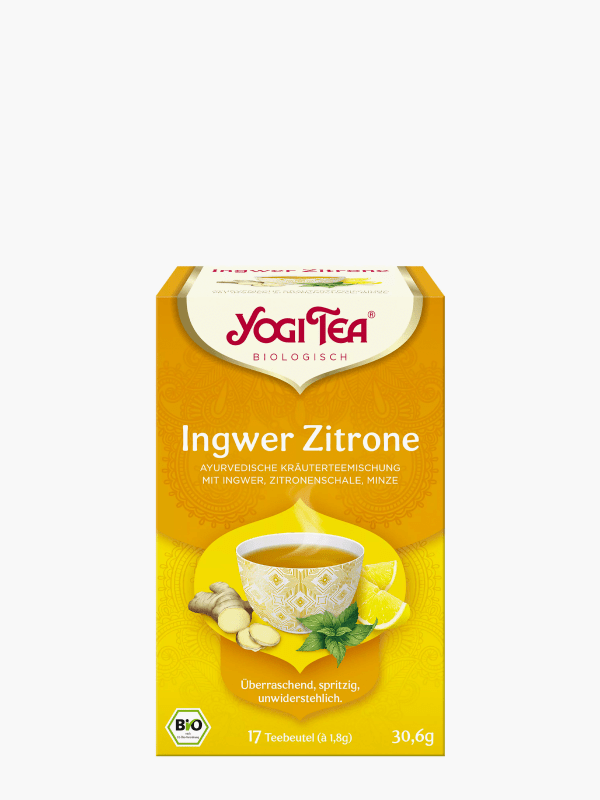 Ingwer Zitrone
YOGI TEA®
BIOLOGISCH
Ingwer Zitrone
AYURVEDISCHE KRÄUTERTEEMISCHUNG
MIT INGWER, ZITRONENSCHALE, MINZE
Überraschend, spritzig,
unwiderstehlich.
BIO
17 Teebeutel (à 1,8g) 30,6g